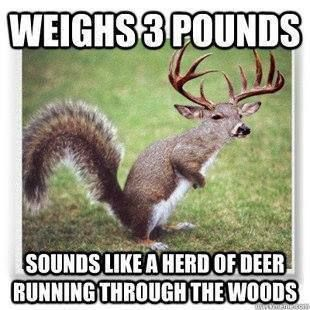 WEIGHS 3 POUNDS
SOUNDS LIKE A HERD OF DEER
RUNNING THROUGH THE WOODS